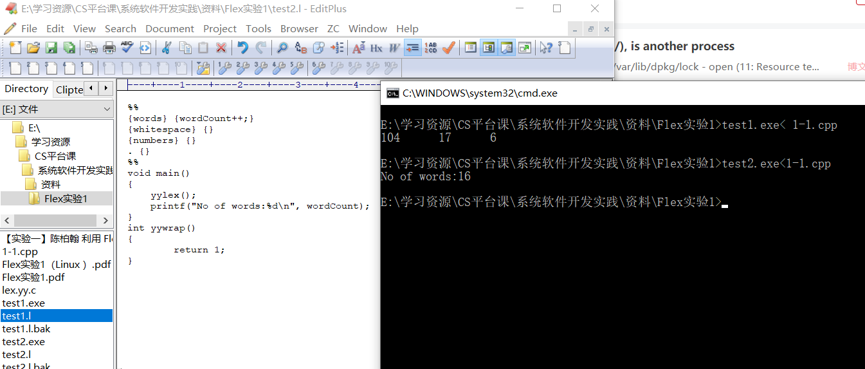 E:\学习资源\CS平台课\系统软件开发实践\资料\Flex实验1\test2.l - EditPlus
File Edit View Search Document Project Tools Browser ZC Window Help
/), is another process
/var/lib/dpkg/lock - open (11: Resource te...
博文
Directory Clipte
[E:] 文件
E:\
学习资源
CS平台课
系统软件开发实践
资料
Flex实验1
【实验一】陈柏翰 利用 Fl
1-1.cpp
Flex实验1（Linux）.pdf
Flex实验1.pdf
lex.yy.c
test1.exe
test1.l
test1.l.bak
test2.exe
test2.l
test2.l.bak
----+----1----+----2----+----3----+----4
%%
{words} {wordCount++;}
{whitespace} {}
{numbers} {}
. {}
%%
void main()
{
yylex();
printf("No of words:%d\n", wordCount);
}
int yywrap()
{
return 1;
}
C:\WINDOWS\system32\cmd.exe
E:\学习资源\CS平台课\系统软件开发实践\资料\Flex实验1>test1.exe< 1-1.cpp
104 17 6
E:\学习资源\CS平台课\系统软件开发实践\资料\Flex实验1>test2.exe<1-1.cpp
No of words:16
E:\学习资源\CS平台课\系统软件开发实践\资料\Flex实验1>